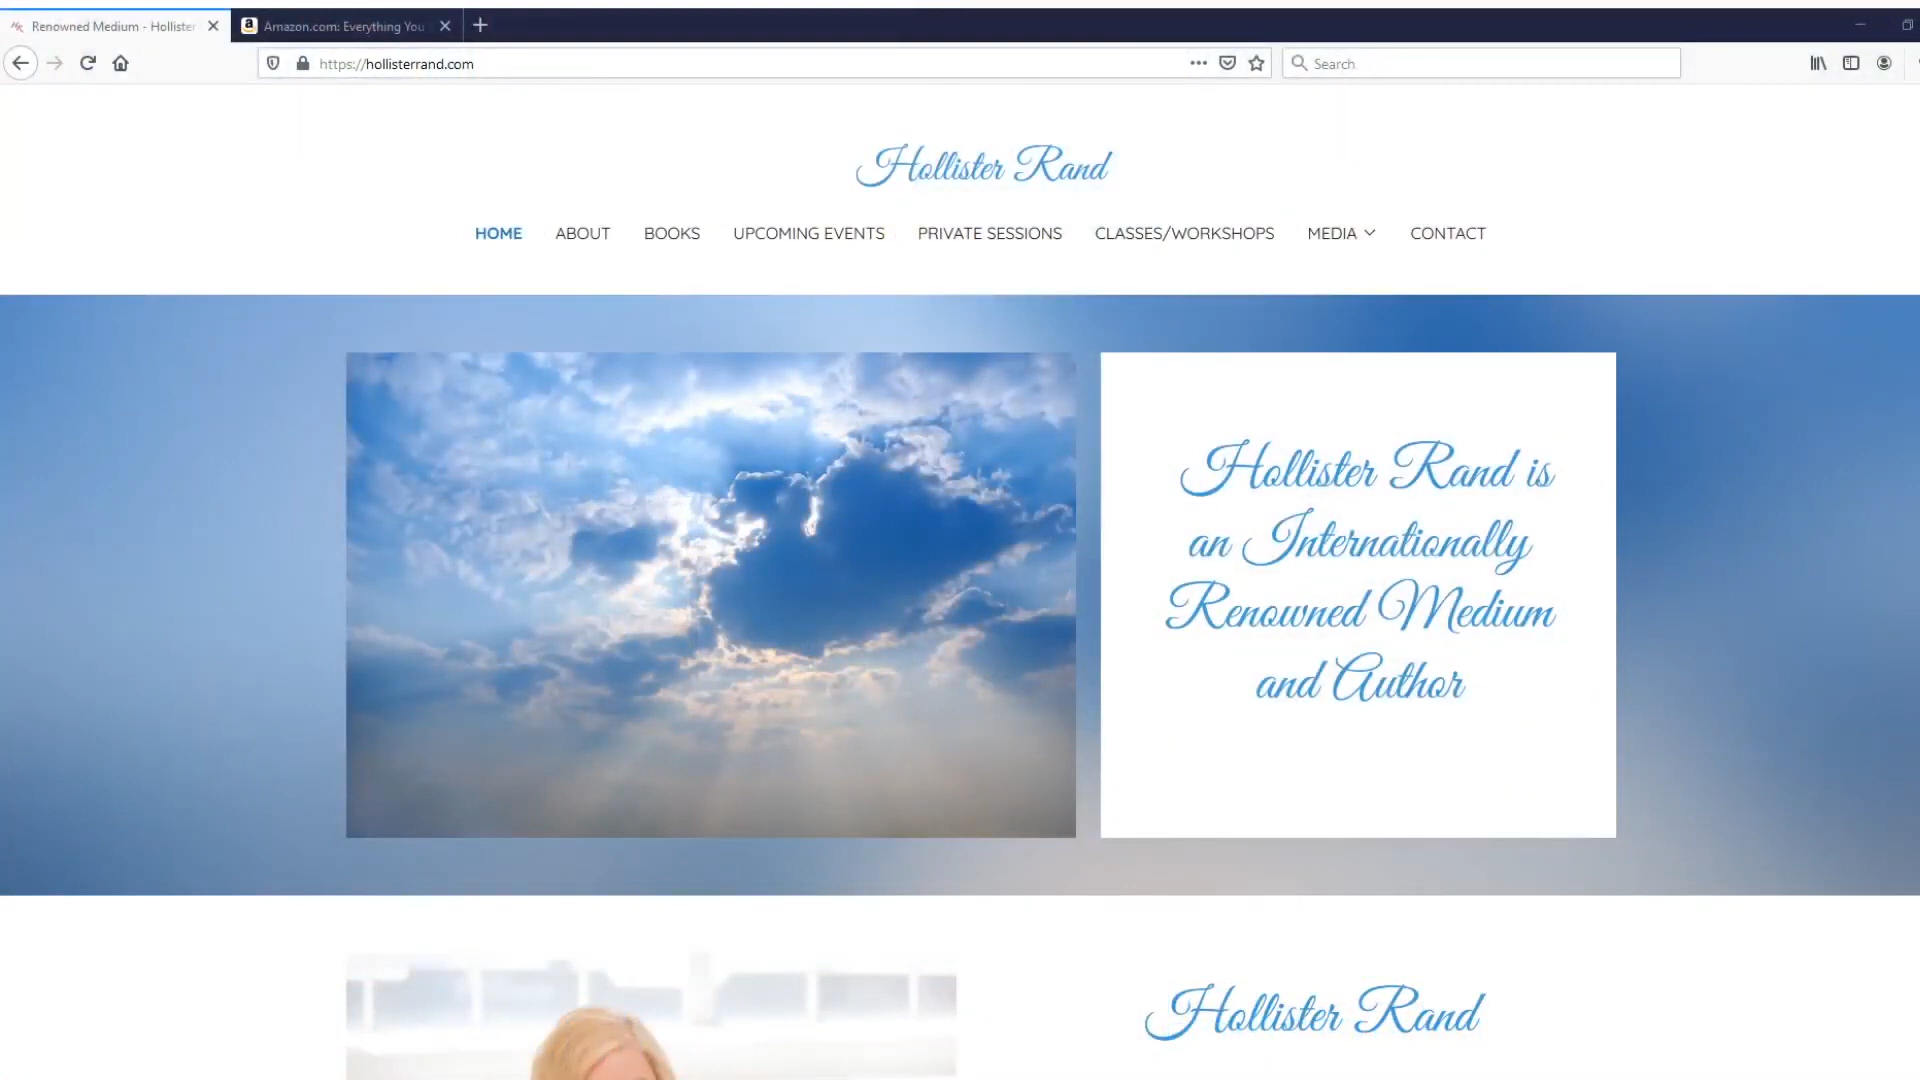 Renowned Medium - Hollister
Amazon.com: Everything You
https://hollisterrand.com
Search
Hollister Rand
HOME ABOUT BOOKS UPCOMING EVENTS PRIVATE SESSIONS CLASSES/WORKSHOPS MEDIA CONTACT
Hollister Rand is
an Internationally
Renowned Medium
and Author
Hollister Rand